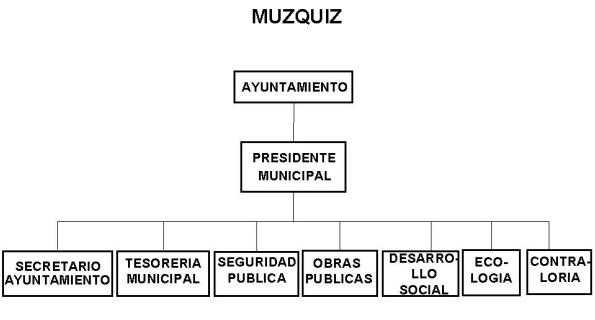 MUZQUIZ
AYUNTAMIENTO
PRESIDENTE
MUNICIPAL
SECRETARIO
AYUNTAMIENTO
TESORERIA
MUNICIPAL
SEGURIDAD
PUBLICA
OBRAS
PUBLICAS
DESARRO-
LLO
SOCIAL
ECO-
LOGIA
CONTRA-
LORIA